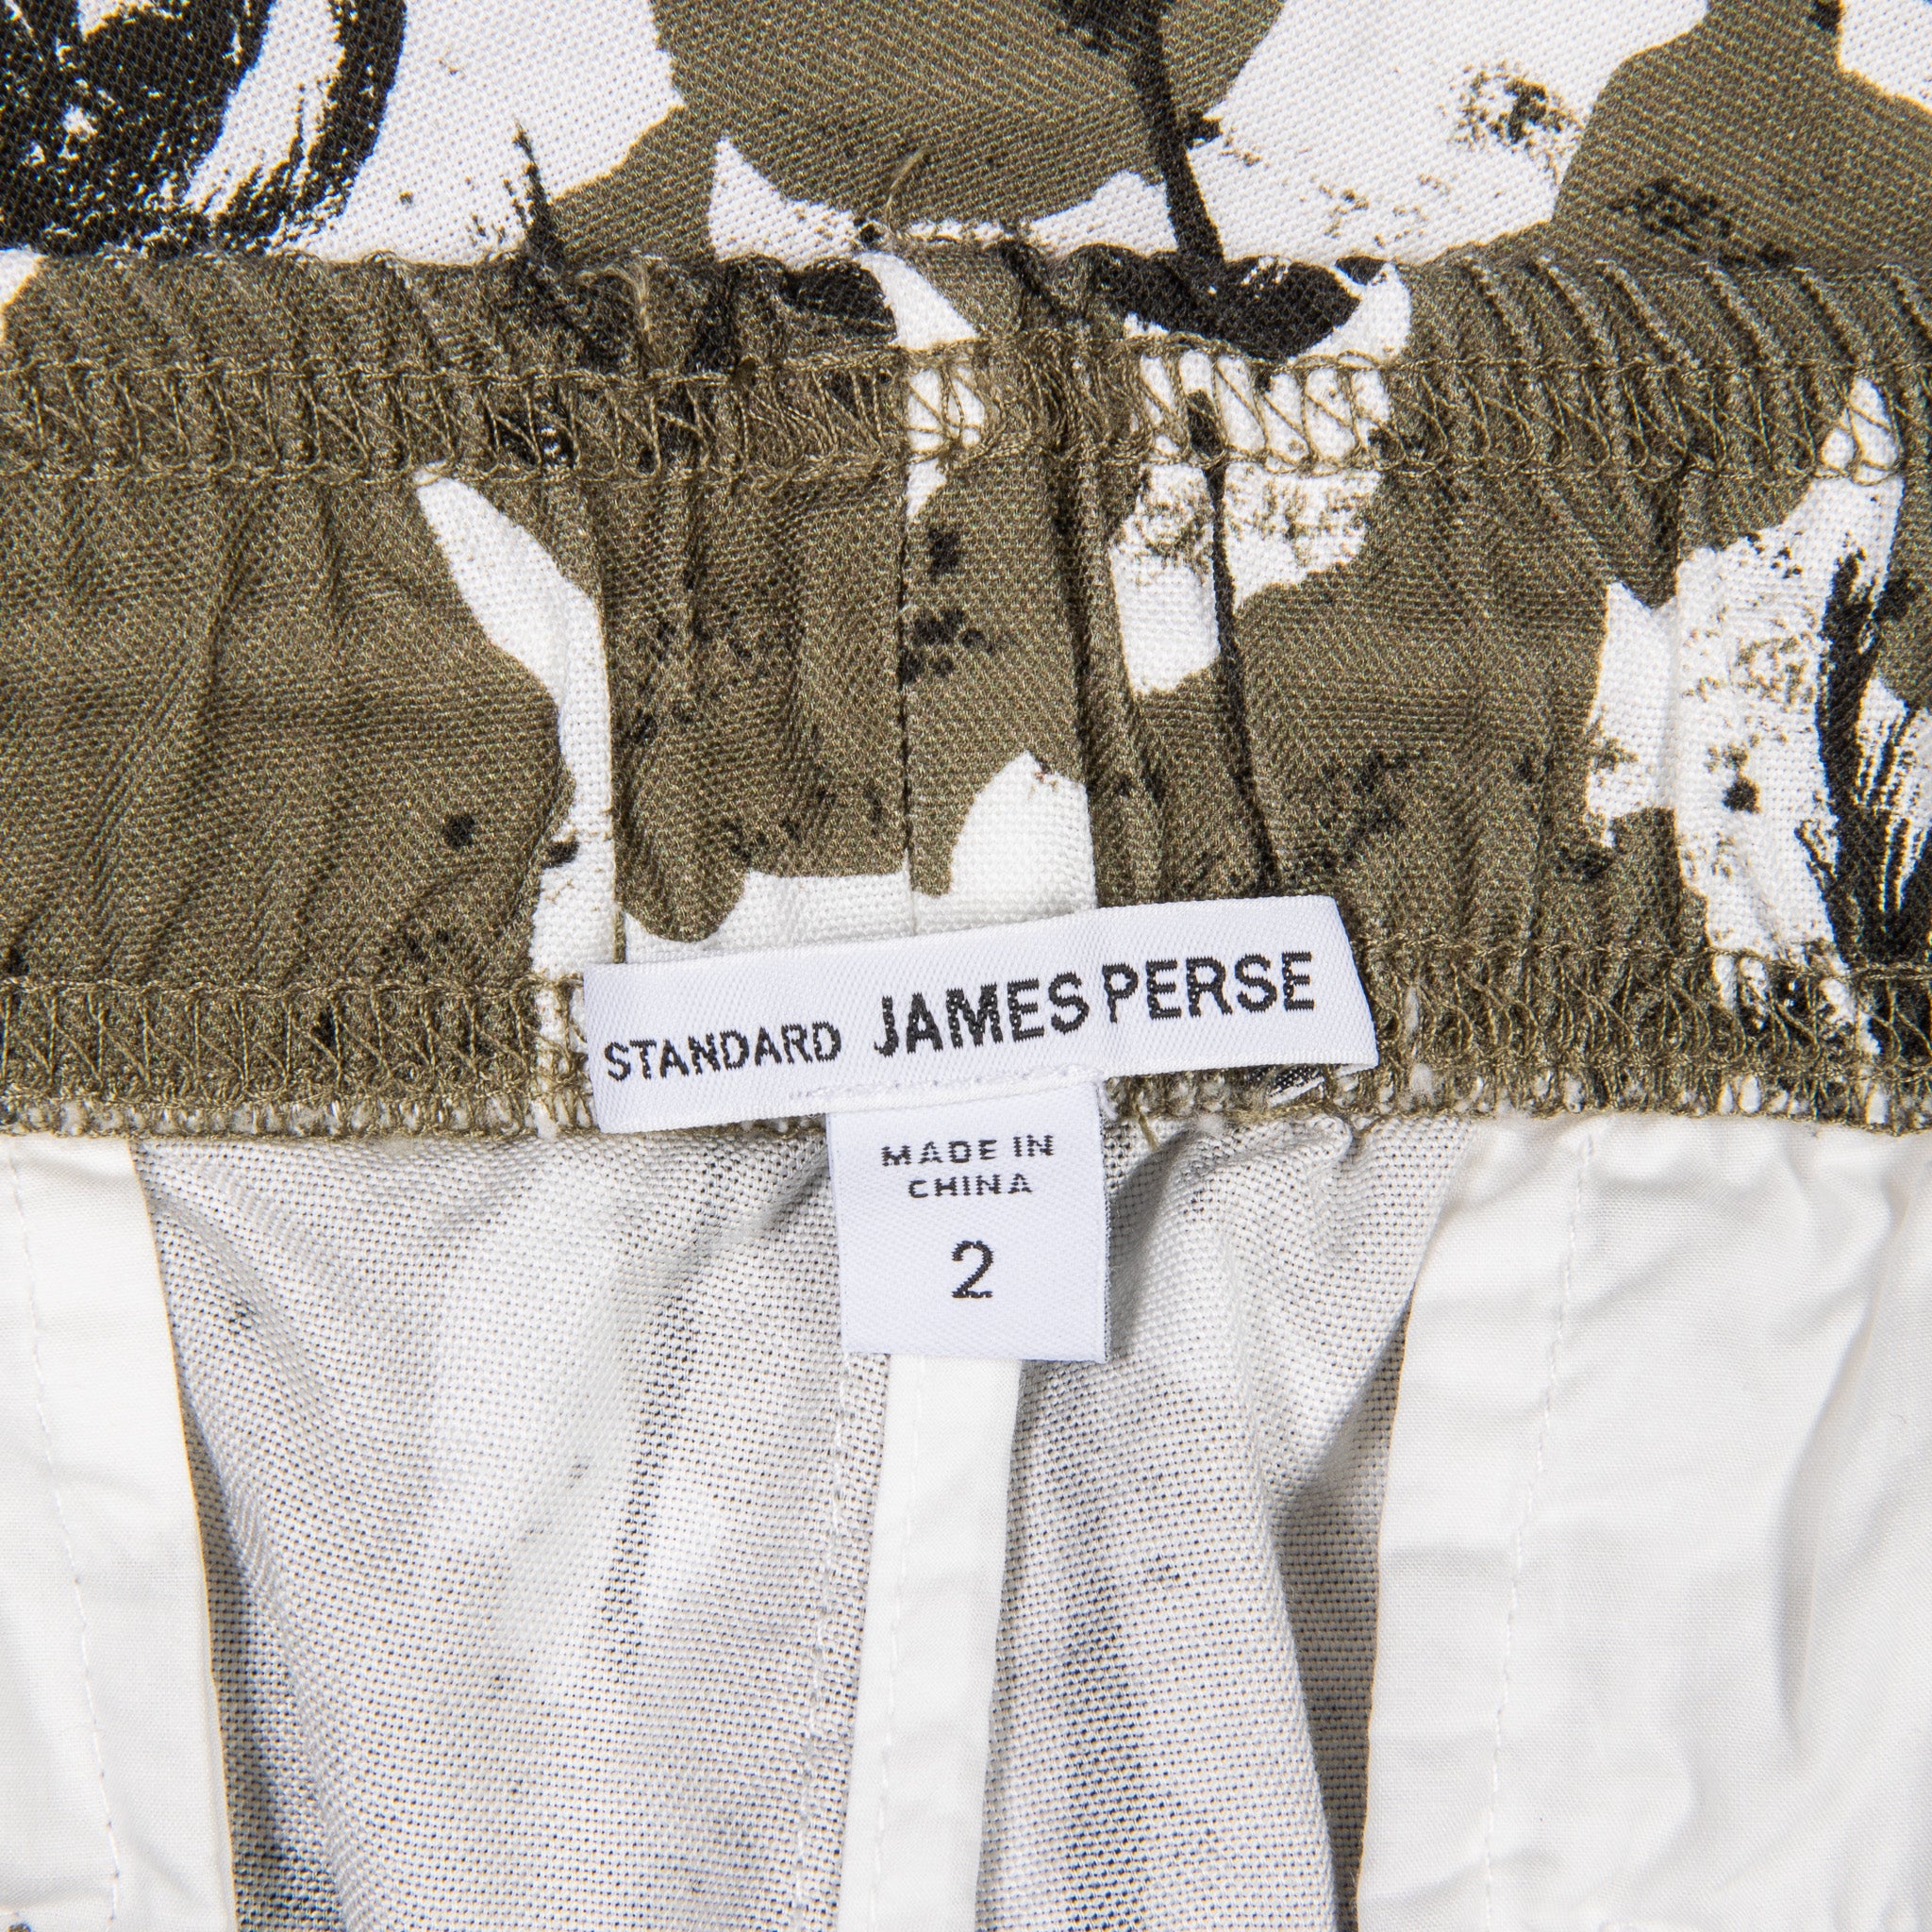 STANDARD JAMES PERSE
MADE IN
CHINA
2